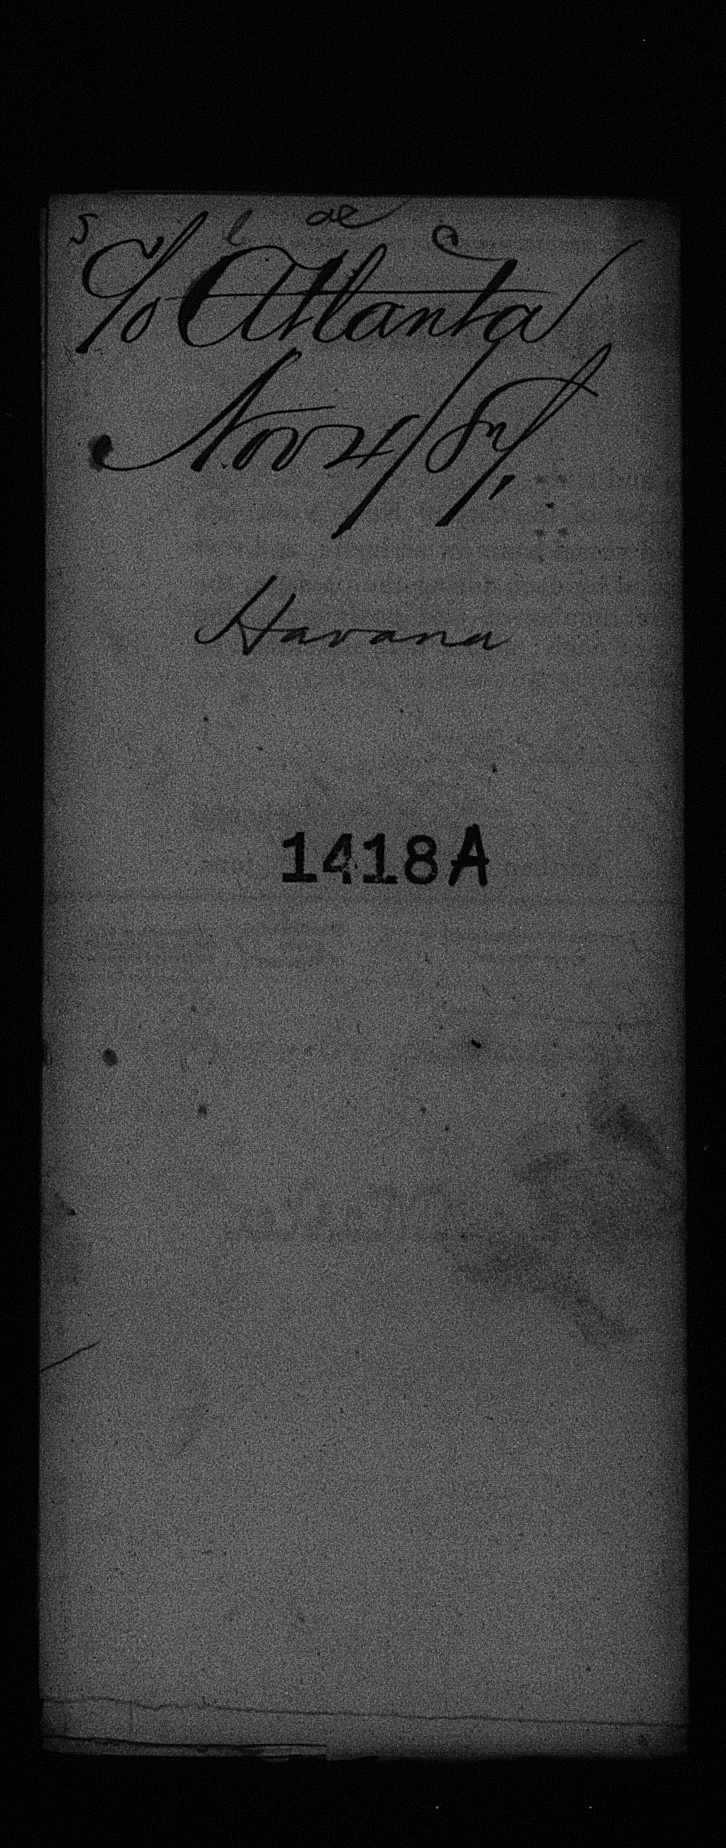 S/S Atlanta
Nov 4/87,
Havana
1418A